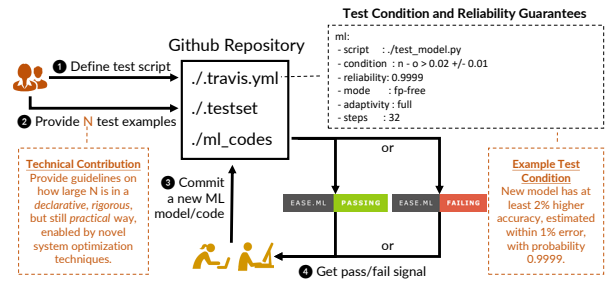 Test Condition and Reliability Guarantees
ml:
- script : ./test_model.py
- condition : n - o > 0.02 +/- 0.01
- reliability: 0.9999
- mode : fp-free
- adaptivity : full
- steps : 32
Github Repository
./.travis.yml
./.testset
./ml_codes
1 Define test script
2 Provide N test examples
Technical Contribution
Provide guidelines on
how large N is in a
declarative, rigorous,
but still practical way,
enabled by novel
system optimization
techniques.
3 Commit
a new ML
model/code
or
EASE.ML PASSING
EASE.ML FAILING
or
4 Get pass/fail signal
Example Test
Condition
New model has at
least 2% higher
accuracy, estimated
within 1% error,
with probability
0.9999.